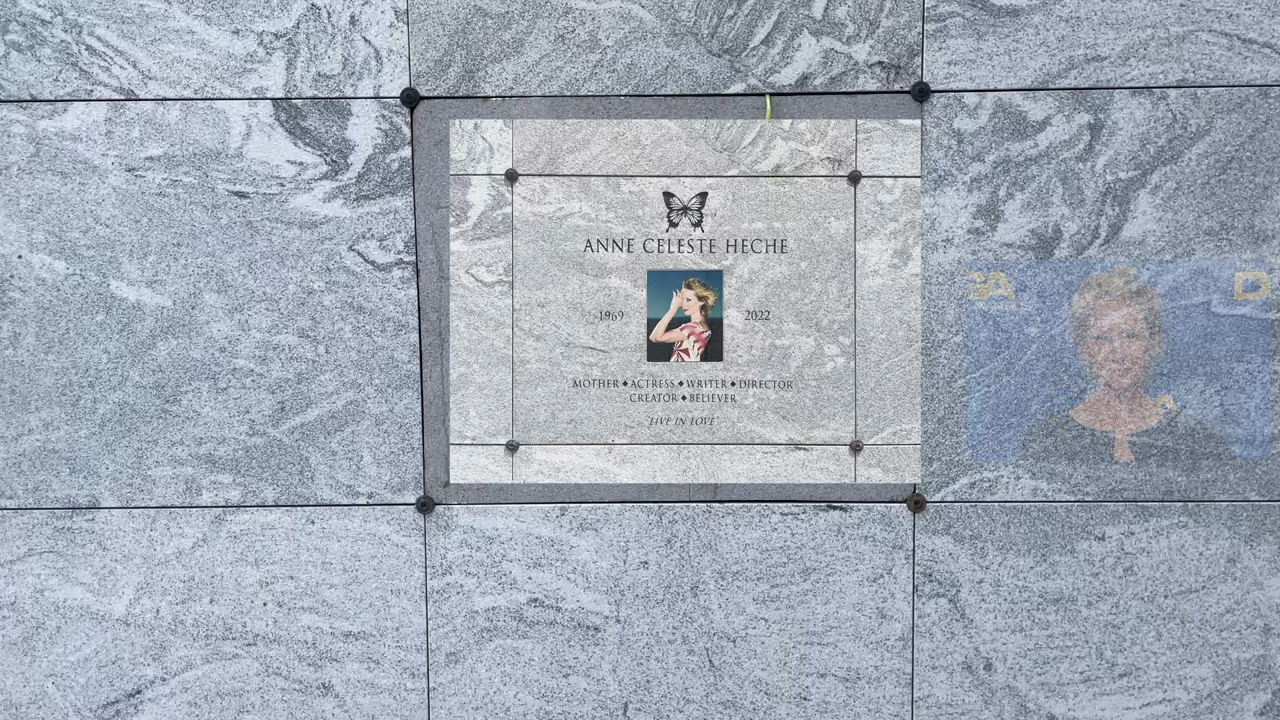 ANNE CELESTE HECHE
1969 2022
MOTHER ◆ ACTRESS ◆ WRITER ◆ DIRECTOR
CREATOR ◆ BELIEVER
"LIVE IN LOVE"